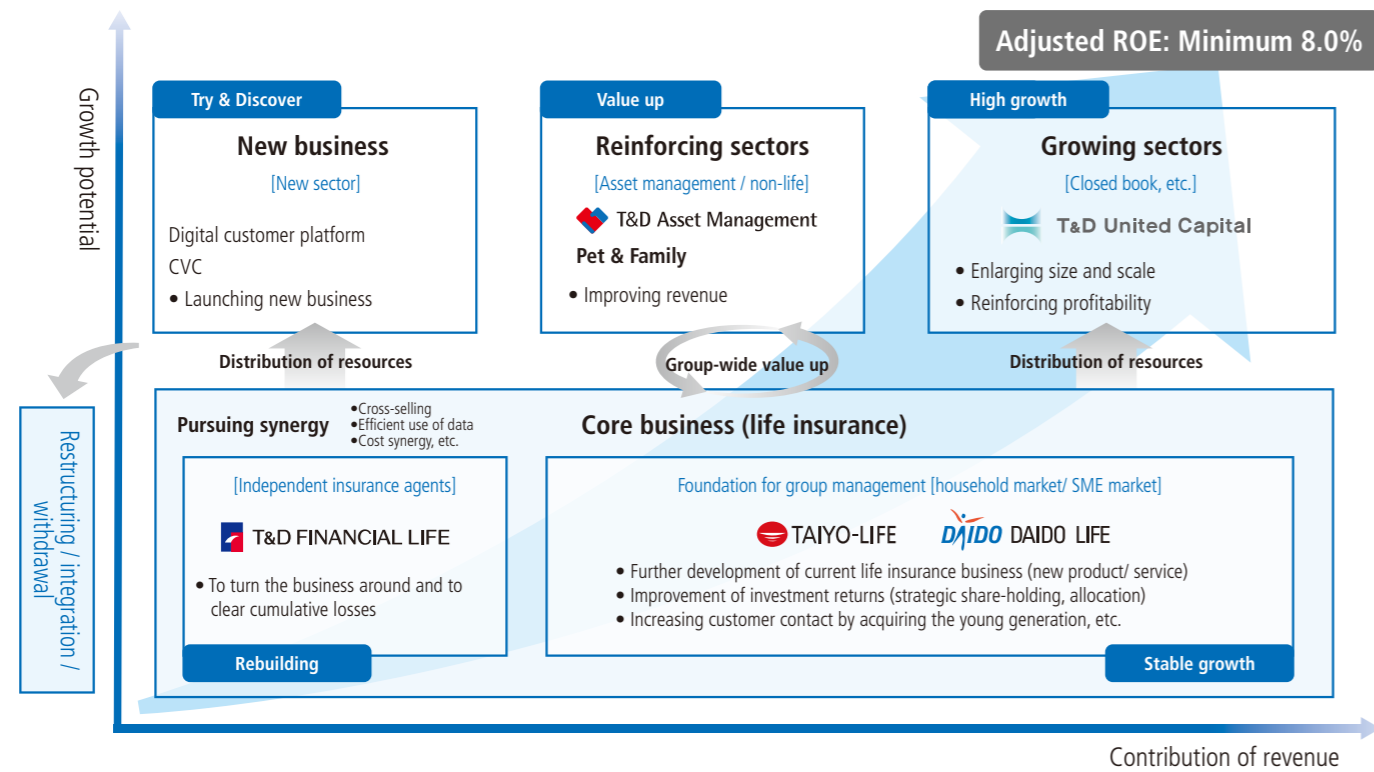 Adjusted ROE: Minimum 8.0%
Growth potential
Try & Discover
New business
[New sector]
Digital customer platform
CVC
• Launching new business
Value up
Reinforcing sectors
[Asset management / non-life]
T&D Asset Management
Pet & Family
• Improving revenue
High growth
Growing sectors
[Closed book, etc.]
T&D United Capital
• Enlarging size and scale
• Reinforcing profitability
Distribution of resources
Group-wide value up
Distribution of resources
Restructuring / integration /
withdrawal
Pursuing synergy
•Cross-selling
•Efficient use of data
•Cost synergy, etc.
Core business (life insurance)
[Independent insurance agents]
T&D FINANCIAL LIFE
• To turn the business around and to
clear cumulative losses
Rebuilding
Foundation for group management [household market/ SME market]
TAIYO-LIFE
DAIDO DAIDO LIFE
• Further development of current life insurance business (new product/ service)
• Improvement of investment returns (strategic share-holding, allocation)
• Increasing customer contact by acquiring the young generation, etc.
Stable growth
Contribution of revenue